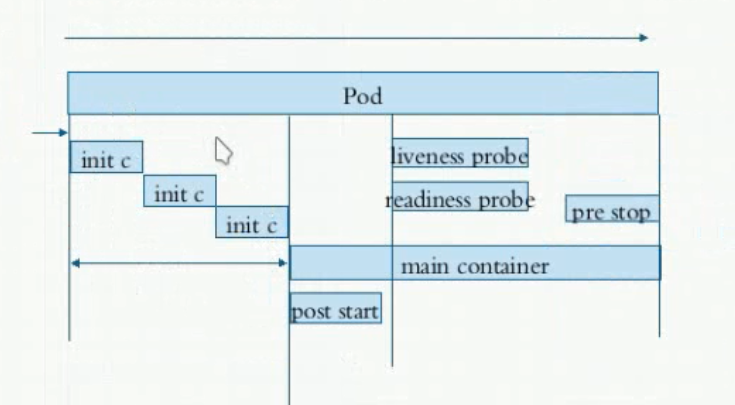 Pod
init c
init c
init c
liveness probe
readiness probe
pre stop
main container
post start